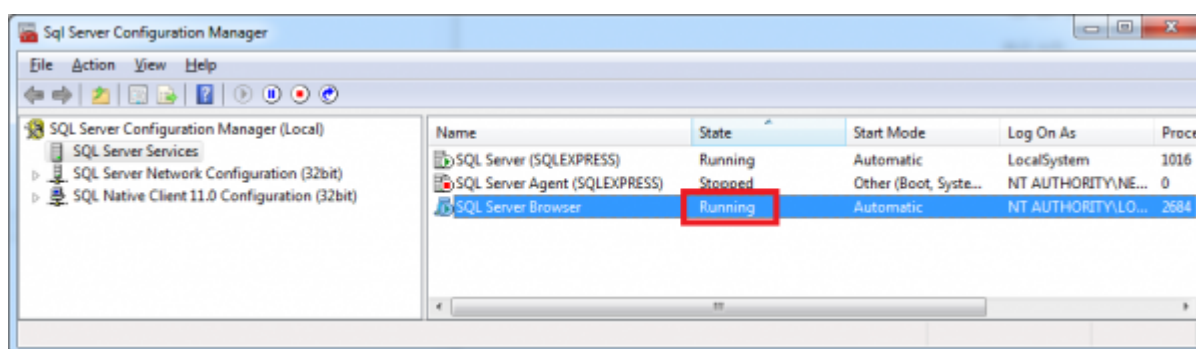 Sql Server Configuration Manager
File Action View Help
SQL Server Configuration Manager (Local)
SQL Server Services
SQL Server Network Configuration (32bit)
SQL Native Client 11.0 Configuration (32bit)
Name State Start Mode Log On As Proce
SQL Server (SQLEXPRESS) Running Automatic LocalSystem 1016
SQL Server Agent (SQLEXPRESS) Stopped Other (Boot, Syste... NT AUTHORITY\NE... 0
SQL Server Browser Running Automatic NT AUTHORITY\LO... 2684